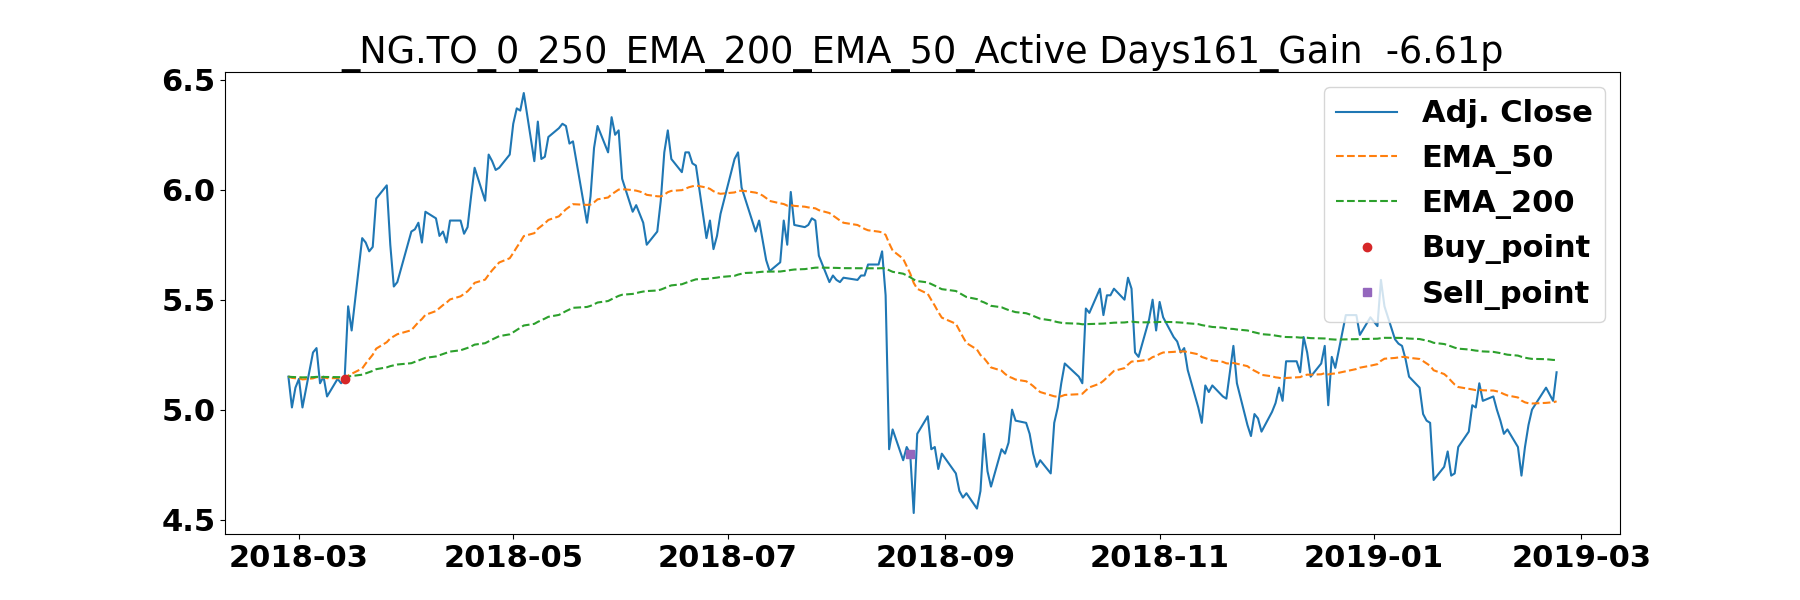 _NG.TO_0_250_EMA_200_EMA_50_Active Days161_Gain  -6.61p
6.5
6.0
5.5
5.0
4.5
Adj. Close
EMA_50
EMA_200
Buy_point
Sell_point
2018-03 2018-05 2018-07 2018-09 2018-11 2019-01 2019-03